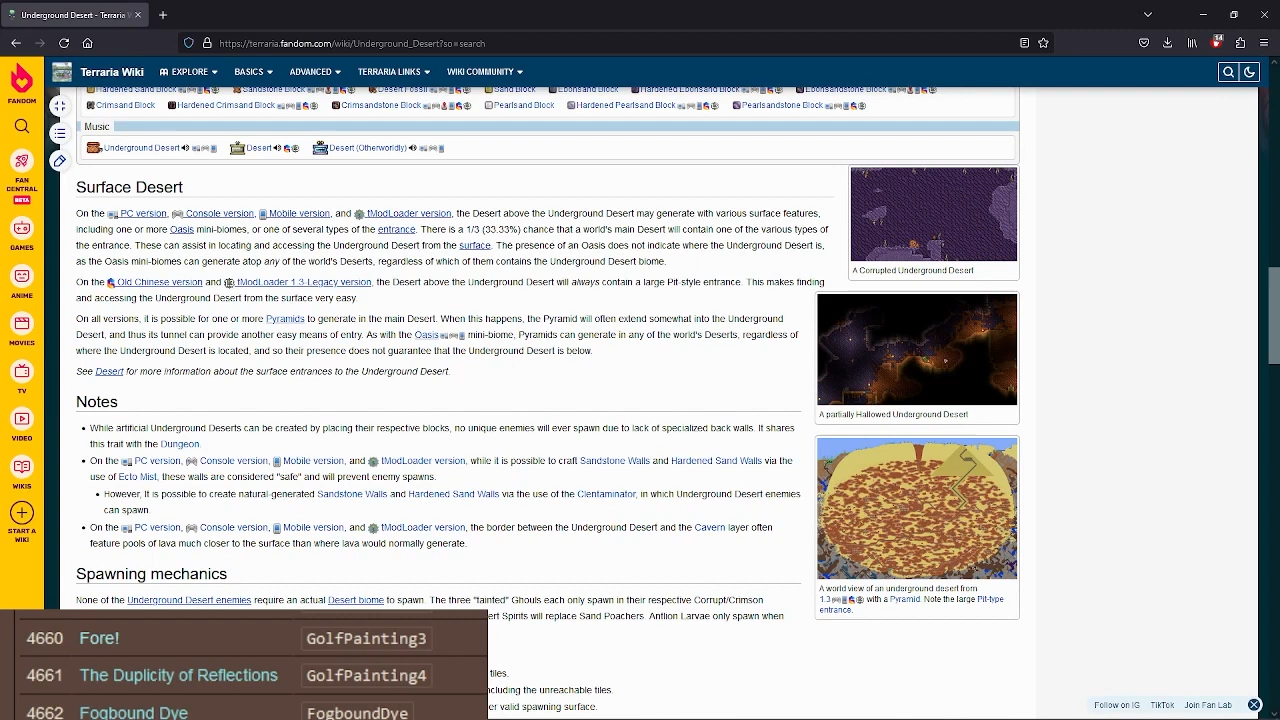 Underground Desert - Terraria W
https://terraria.fandom.com/wiki/Underground_Desert?so=search
14
FANDOM
FAN CENTRAL
BETA
GAMES
ANIME
MOVIES
TV
VIDEO
WIKIS
START A WIKI
Terraria Wiki
EXPLORE
BASICS
ADVANCED
TERRARIA LINKS
WIKI COMMUNITY
Hardened Sand Block Sandstone Block Desert Fossil Sand Block Ebonsand Block Hardened Ebonsand Block Ebonsandstone Block
Crimsand Block Hardened Crimsand Block Crimsandstone Block Pearlsand Block Hardened Pearlsand Block Pearlsandstone Block
Music
Underground Desert Desert Desert (Otherworldly)
Surface Desert
On the PC version, Console version, Mobile version, and tModLoader version, the Desert above the Underground Desert may generate with various surface features,
including one or more Oasis mini-biomes, or one of several types of the entrance. There is a 1/3 (33.33%) chance that a world's main Desert will contain one of the various types of
the entrance. These can assist in locating and accessing the Underground Desert from the surface. The presence of an Oasis does not indicate where the Underground Desert is,
as the Oasis mini-biomes can generate atop any of the world's Deserts, regardless of which of them contains the Underground Desert biome.
On the Old Chinese version and tModLoader 1.3-Legacy version, the Desert above the Underground Desert will always contain a large Pit-style entrance. This makes finding
and accessing the Underground Desert from the surface very easy.
On all versions, it is possible for one or more Pyramids to generate in the main Desert. When this happens, the Pyramid will often extend somewhat into the Underground
Desert, and thus its tunnel can provide another easy means of entry. As with the Oasis mini-biome, Pyramids can generate in any of the world's Deserts, regardless of
where the Underground Desert is located, and so their presence does not guarantee that the Underground Desert is below.
See Desert for more information about the surface entrances to the Underground Desert.
A Corrupted Underground Desert
A partially Hallowed Underground Desert
A world view of an underground desert from
1.3 with a Pyramid. Note the large Pit-type
entrance.
Notes
While artificial Underground Deserts can be created by placing their respective blocks, no unique enemies will ever spawn due to lack of specialized back walls. It shares
this trait with the Dungeon.
On the PC version, Console version, Mobile version, and tModLoader version, while it is possible to craft Sandstone Walls and Hardened Sand Walls via the
use of Ecto Mist, these walls are considered "safe" and will prevent enemy spawns.
However, it is possible to create natural-generated Sandstone Walls and Hardened Sand Walls via the use of the Clentaminator, in which Underground Desert enemies
can spawn.
On the PC version, Console version, Mobile version, and tModLoader version, the border between the Underground Desert and the Cavern layer often
feature pools of lava much closer to the surface than where lava would normally generate.
Spawning mechanics
None of the Underground Desert enemies require an actual Desert biome to spawn. The three "tainted" Ghouls each only spawn in their respective Corrupt/Crimson
ert Spirits will replace Sand Poachers. Antlion Larvae only spawn when
tiles.
ncluding the unreachable tiles.
er valid spawning surface.
4660 Fore! GolfPainting3
4661 The Duplicity of Reflections GolfPainting4
4662 Fogbound Dye FogboundDye
Follow on IG TikTok Join Fan Lab